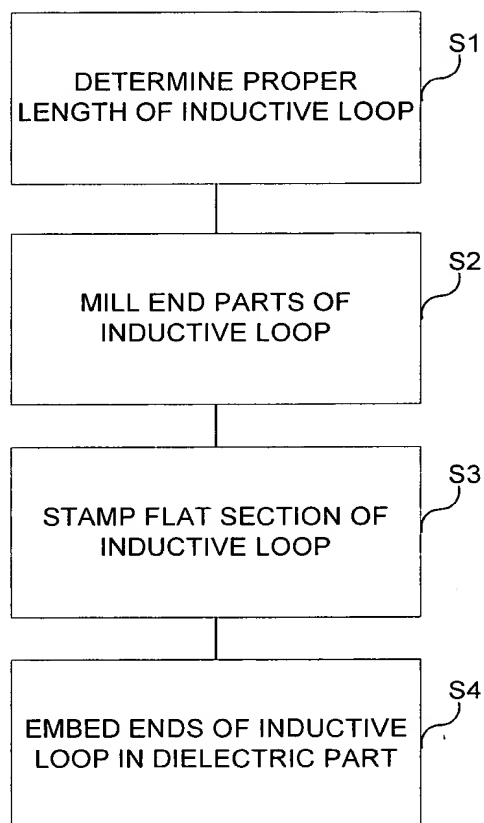 S1
DETERMINE PROPER
LENGTH OF INDUCTIVE LOOP
S2
MILL END PARTS OF
INDUCTIVE LOOP
S3
STAMP FLAT SECTION OF
INDUCTIVE LOOP
S4
EMBED ENDS OF INDUCTIVE
LOOP IN DIELECTRIC PART